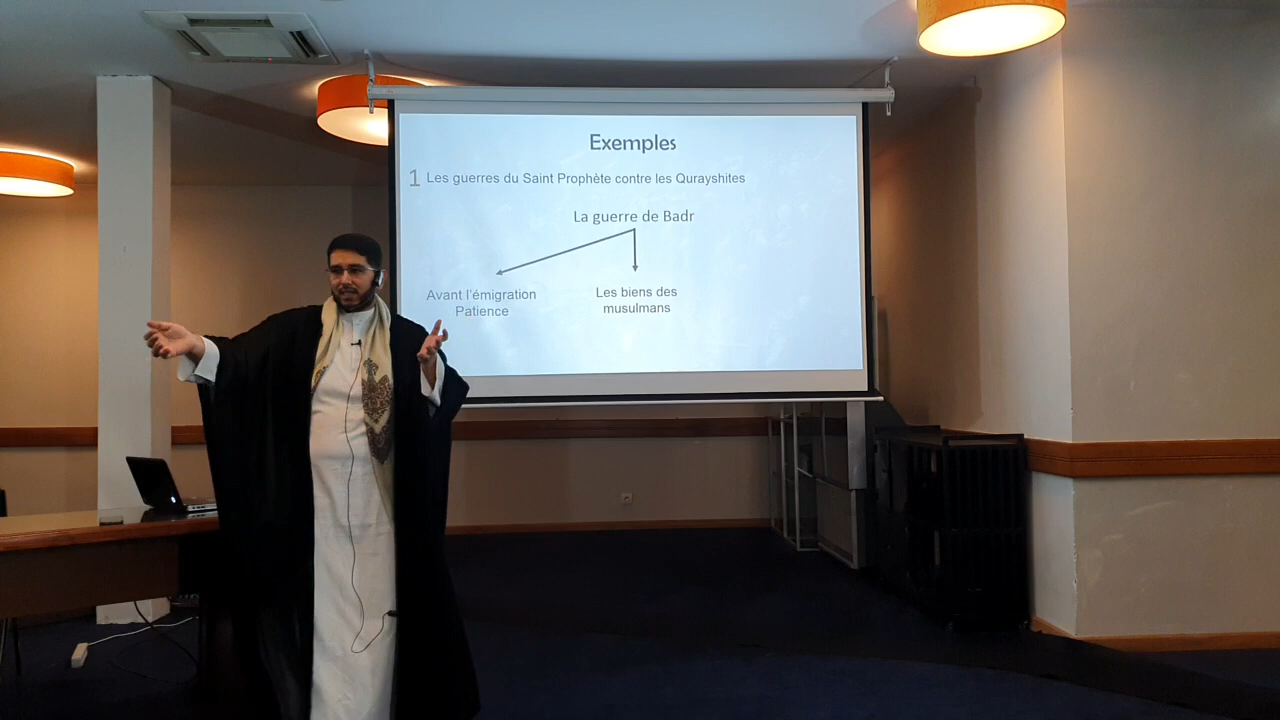 Exemples
1 Les guerres du Saint Prophète contre les Qurayshites
La guerre de Badr
Avant l'émigration
Patience
Les biens des
musulmans